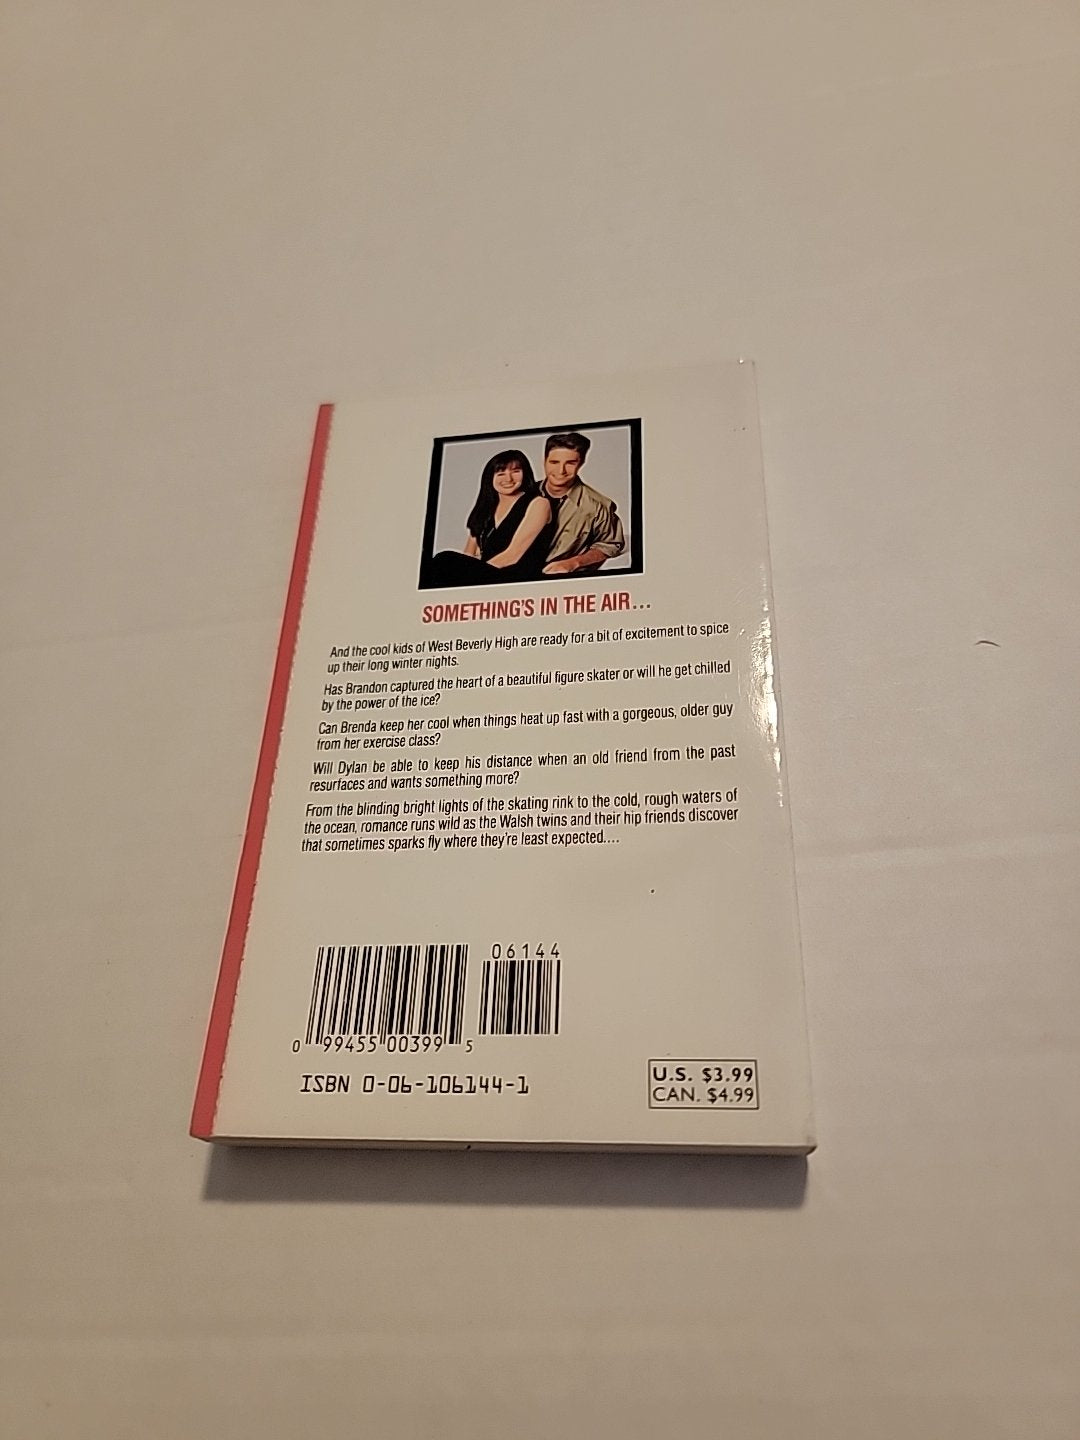 SOMETHING'S IN THE AIR...
And the cool kids of West Beverly High are ready for a bit of excitement to spice
up their long winter nights.
Has Brandon captured the heart of a beautiful figure skater or will he get chilled
by the power of the ice?
Can Brenda keep her cool when things heat up fast with a gorgeous, older guy
from her exercise class?
Will Dylan be able to keep his distance when an old friend from the past
resurfaces and wants something more?
From the blinding bright lights of the skating rink to the cold, rough waters of
the ocean, romance runs wild as the Walsh twins and their hip friends discover
that sometimes sparks fly where they're least expected....
06144
0 99455 00399 5
ISBN 0-06-106144-1
U.S. $3.99
CAN. $4.99